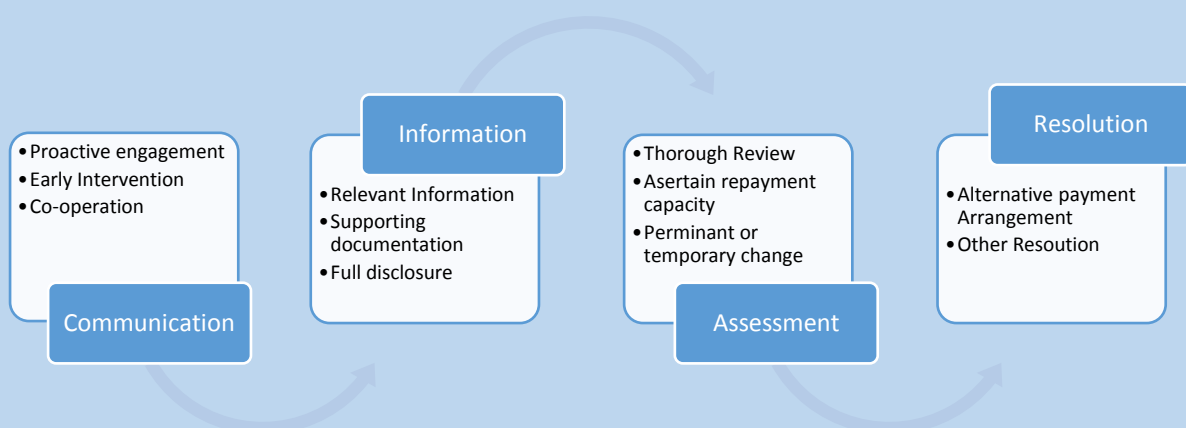 • Proactive engagement
• Early Intervention
• Co-operation
Communication
Information
• Relevant Information
• Supporting
documentation
• Full disclosure
• Thorough Review
• Asertain repayment
capacity
• Perminant or
temporary change
Assessment
Resolution
• Alternative payment
Arrangement
• Other Resoution